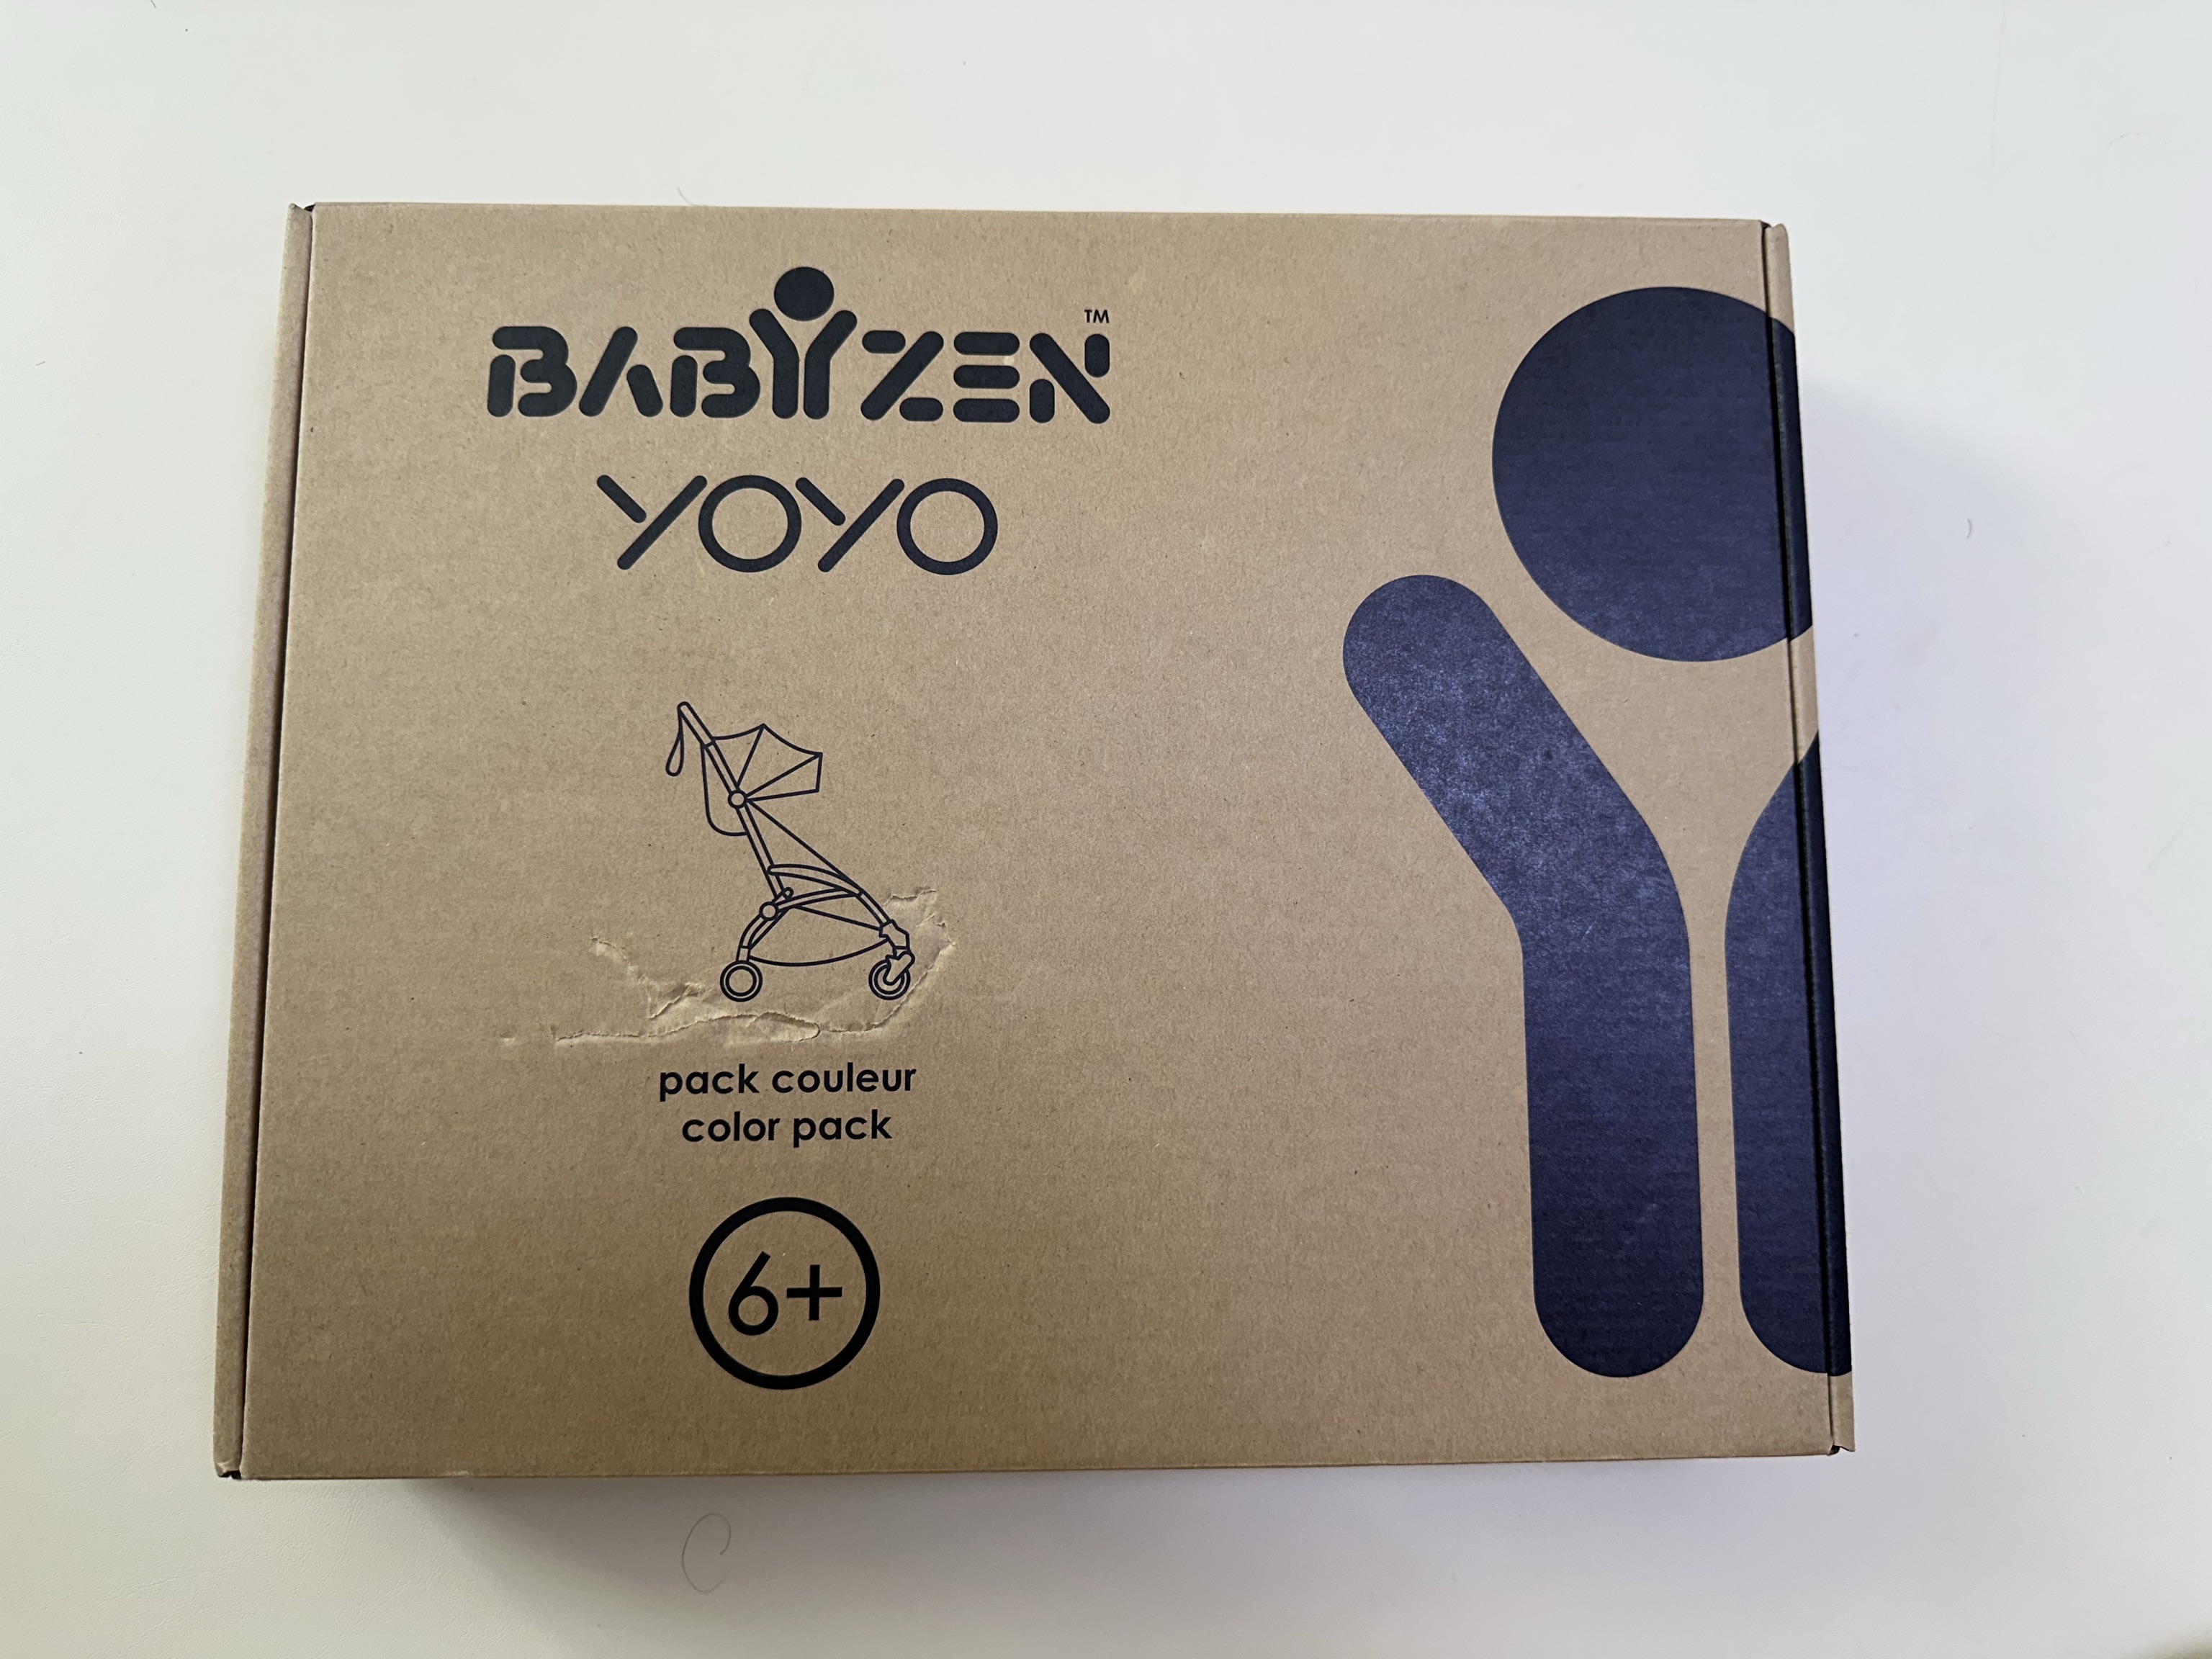 BABYZEN™
YOYO
pack couleur
color pack
6+